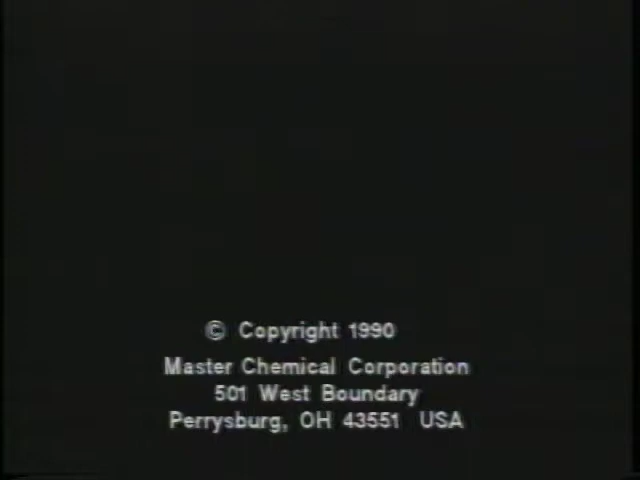 © Copyright 1990
Master Chemical Corporation
501 West Boundary
Perrysburg, OH 43551 USA